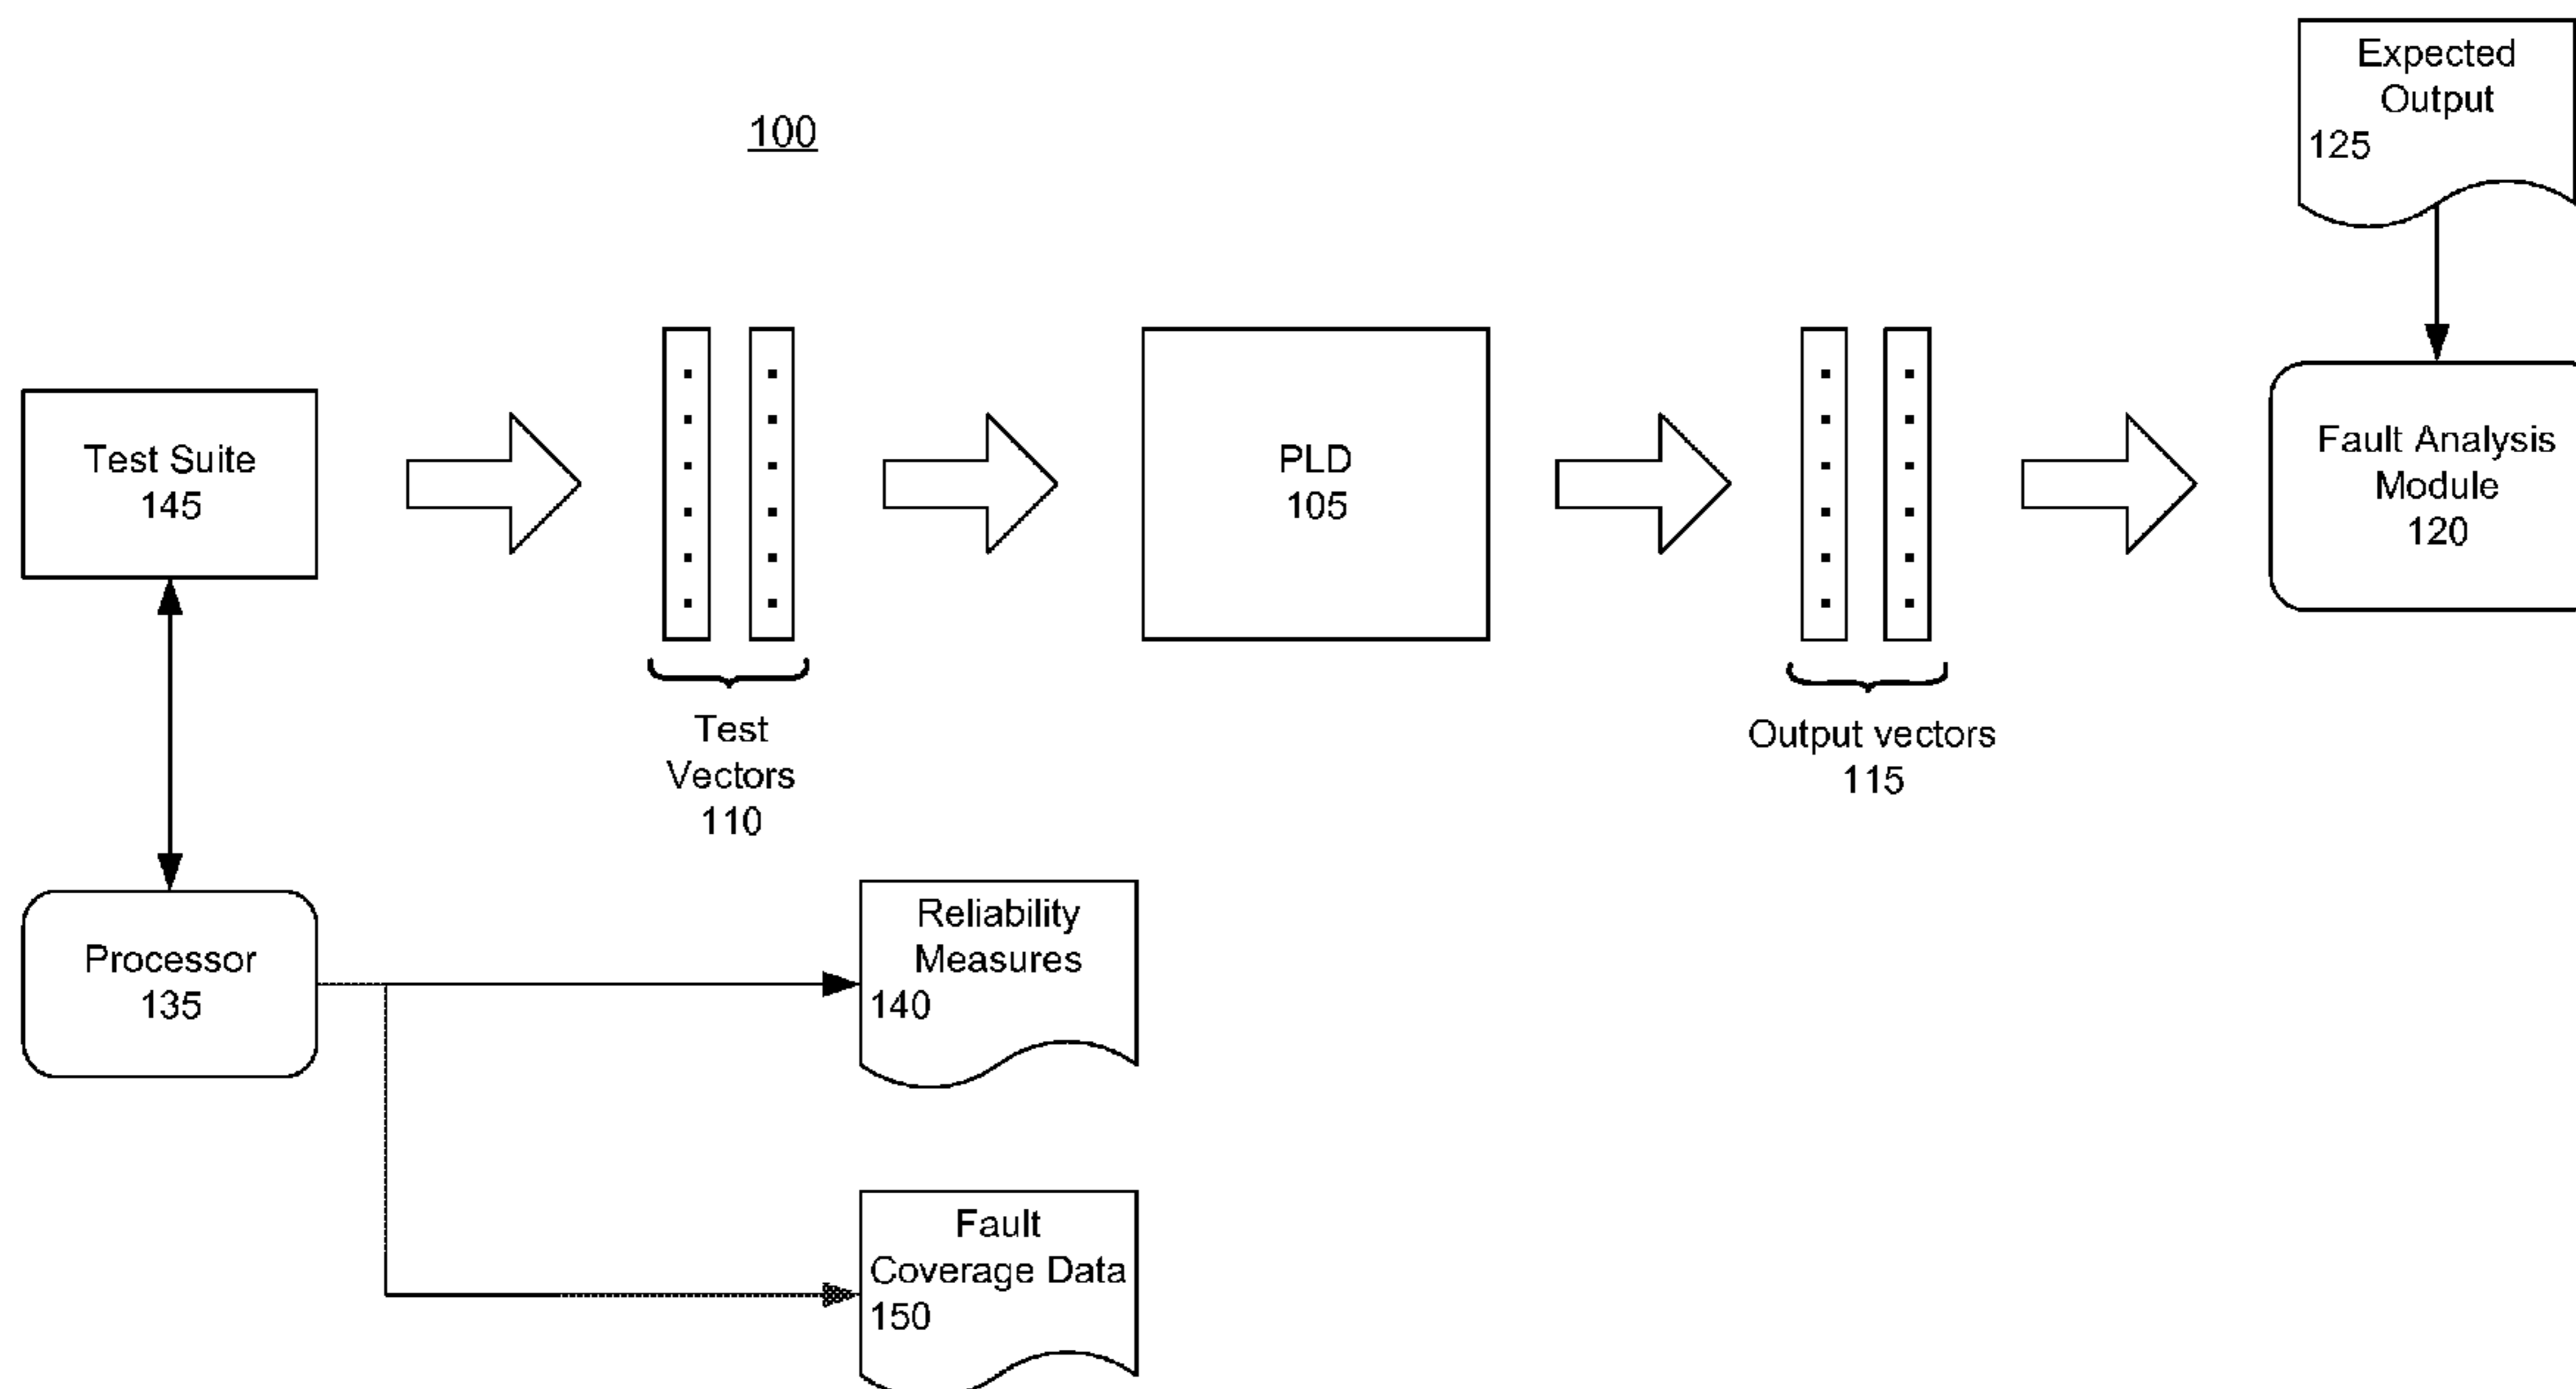 100
Expected
Output
125
Test Suite
145
PLD
105
Fault Analysis
Module
120
Test
Vectors
110
Output vectors
115
Processor
135
Reliability
Measures
140
Fault
Coverage Data
150